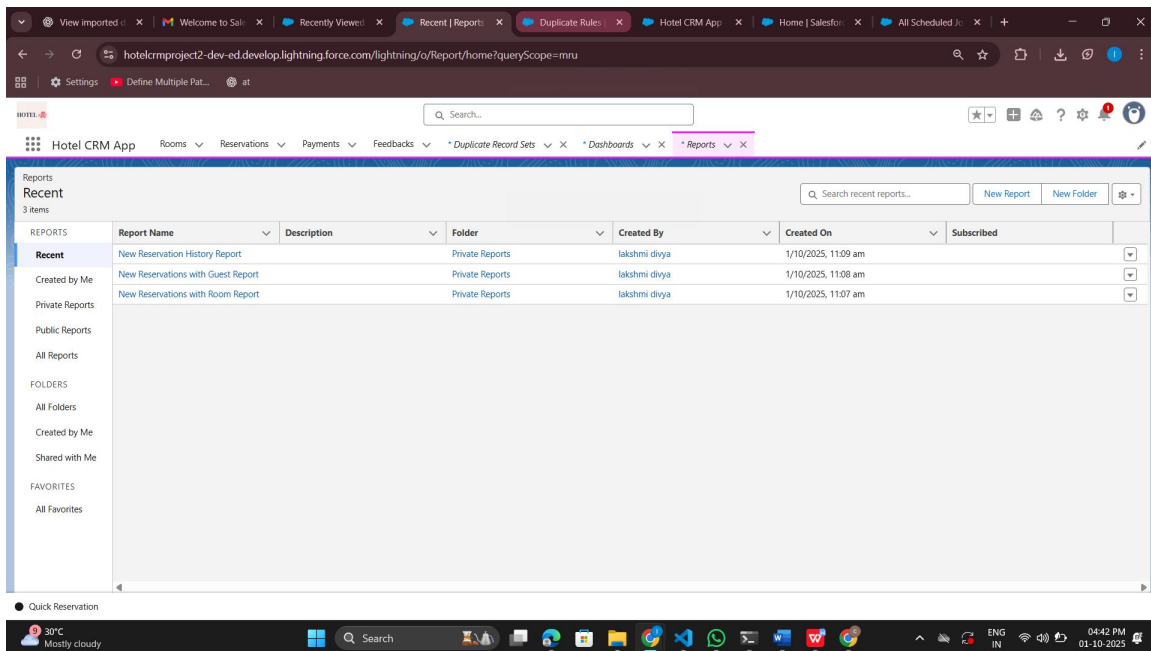 View imported d
Welcome to Sale
Recently Viewed
Recent | Reports
Duplicate Rules |
Hotel CRM App
Home | Salesforc
All Scheduled Jo
hotelcrmproject2-dev-ed.develop.lightning.force.com/lightning/o/Report/home?queryScope=mru
Settings
Define Multiple Pat...
at
HOTEL
Search...
1
Hotel CRM App
Rooms
Reservations
Payments
Feedbacks
* Duplicate Record Sets
* Dashboards
* Reports
Reports
Recent
3 items
Search recent reports...
New Report
New Folder
REPORTS
Recent
Created by Me
Private Reports
Public Reports
All Reports
FOLDERS
All Folders
Created by Me
Shared with Me
FAVORITES
All Favorites
Report Name Description Folder Created By Created On Subscribed
New Reservation History Report Private Reports lakshmi divya 1/10/2025, 11:09 am
New Reservations with Guest Report Private Reports lakshmi divya 1/10/2025, 11:08 am
New Reservations with Room Report Private Reports lakshmi divya 1/10/2025, 11:07 am
Quick Reservation
9
30°C
Mostly cloudy
Search
ENG
IN
04:42 PM
01-10-2025